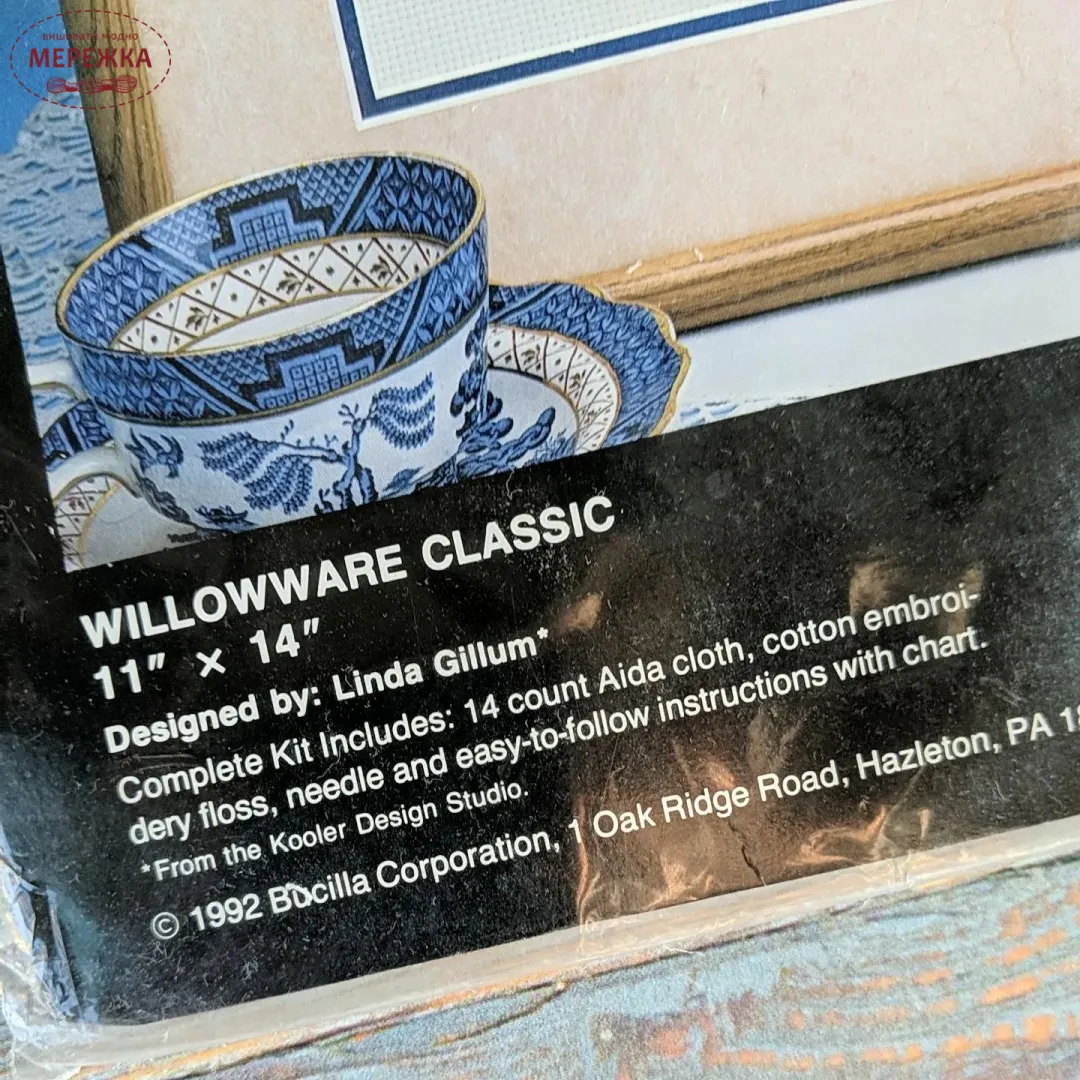 вишивати модно
МЕРЕЖКА
WILLOWWARE CLASSIC
11" × 14"
Designed by: Linda Gillum*
Complete Kit Includes: 14 count Aida cloth, cotton embroi-
dery floss, needle and easy-to-follow instructions with chart.
*From the Kooler Design Studio.
© 1992 Bucilla Corporation, 1 Oak Ridge Road, Hazleton, PA